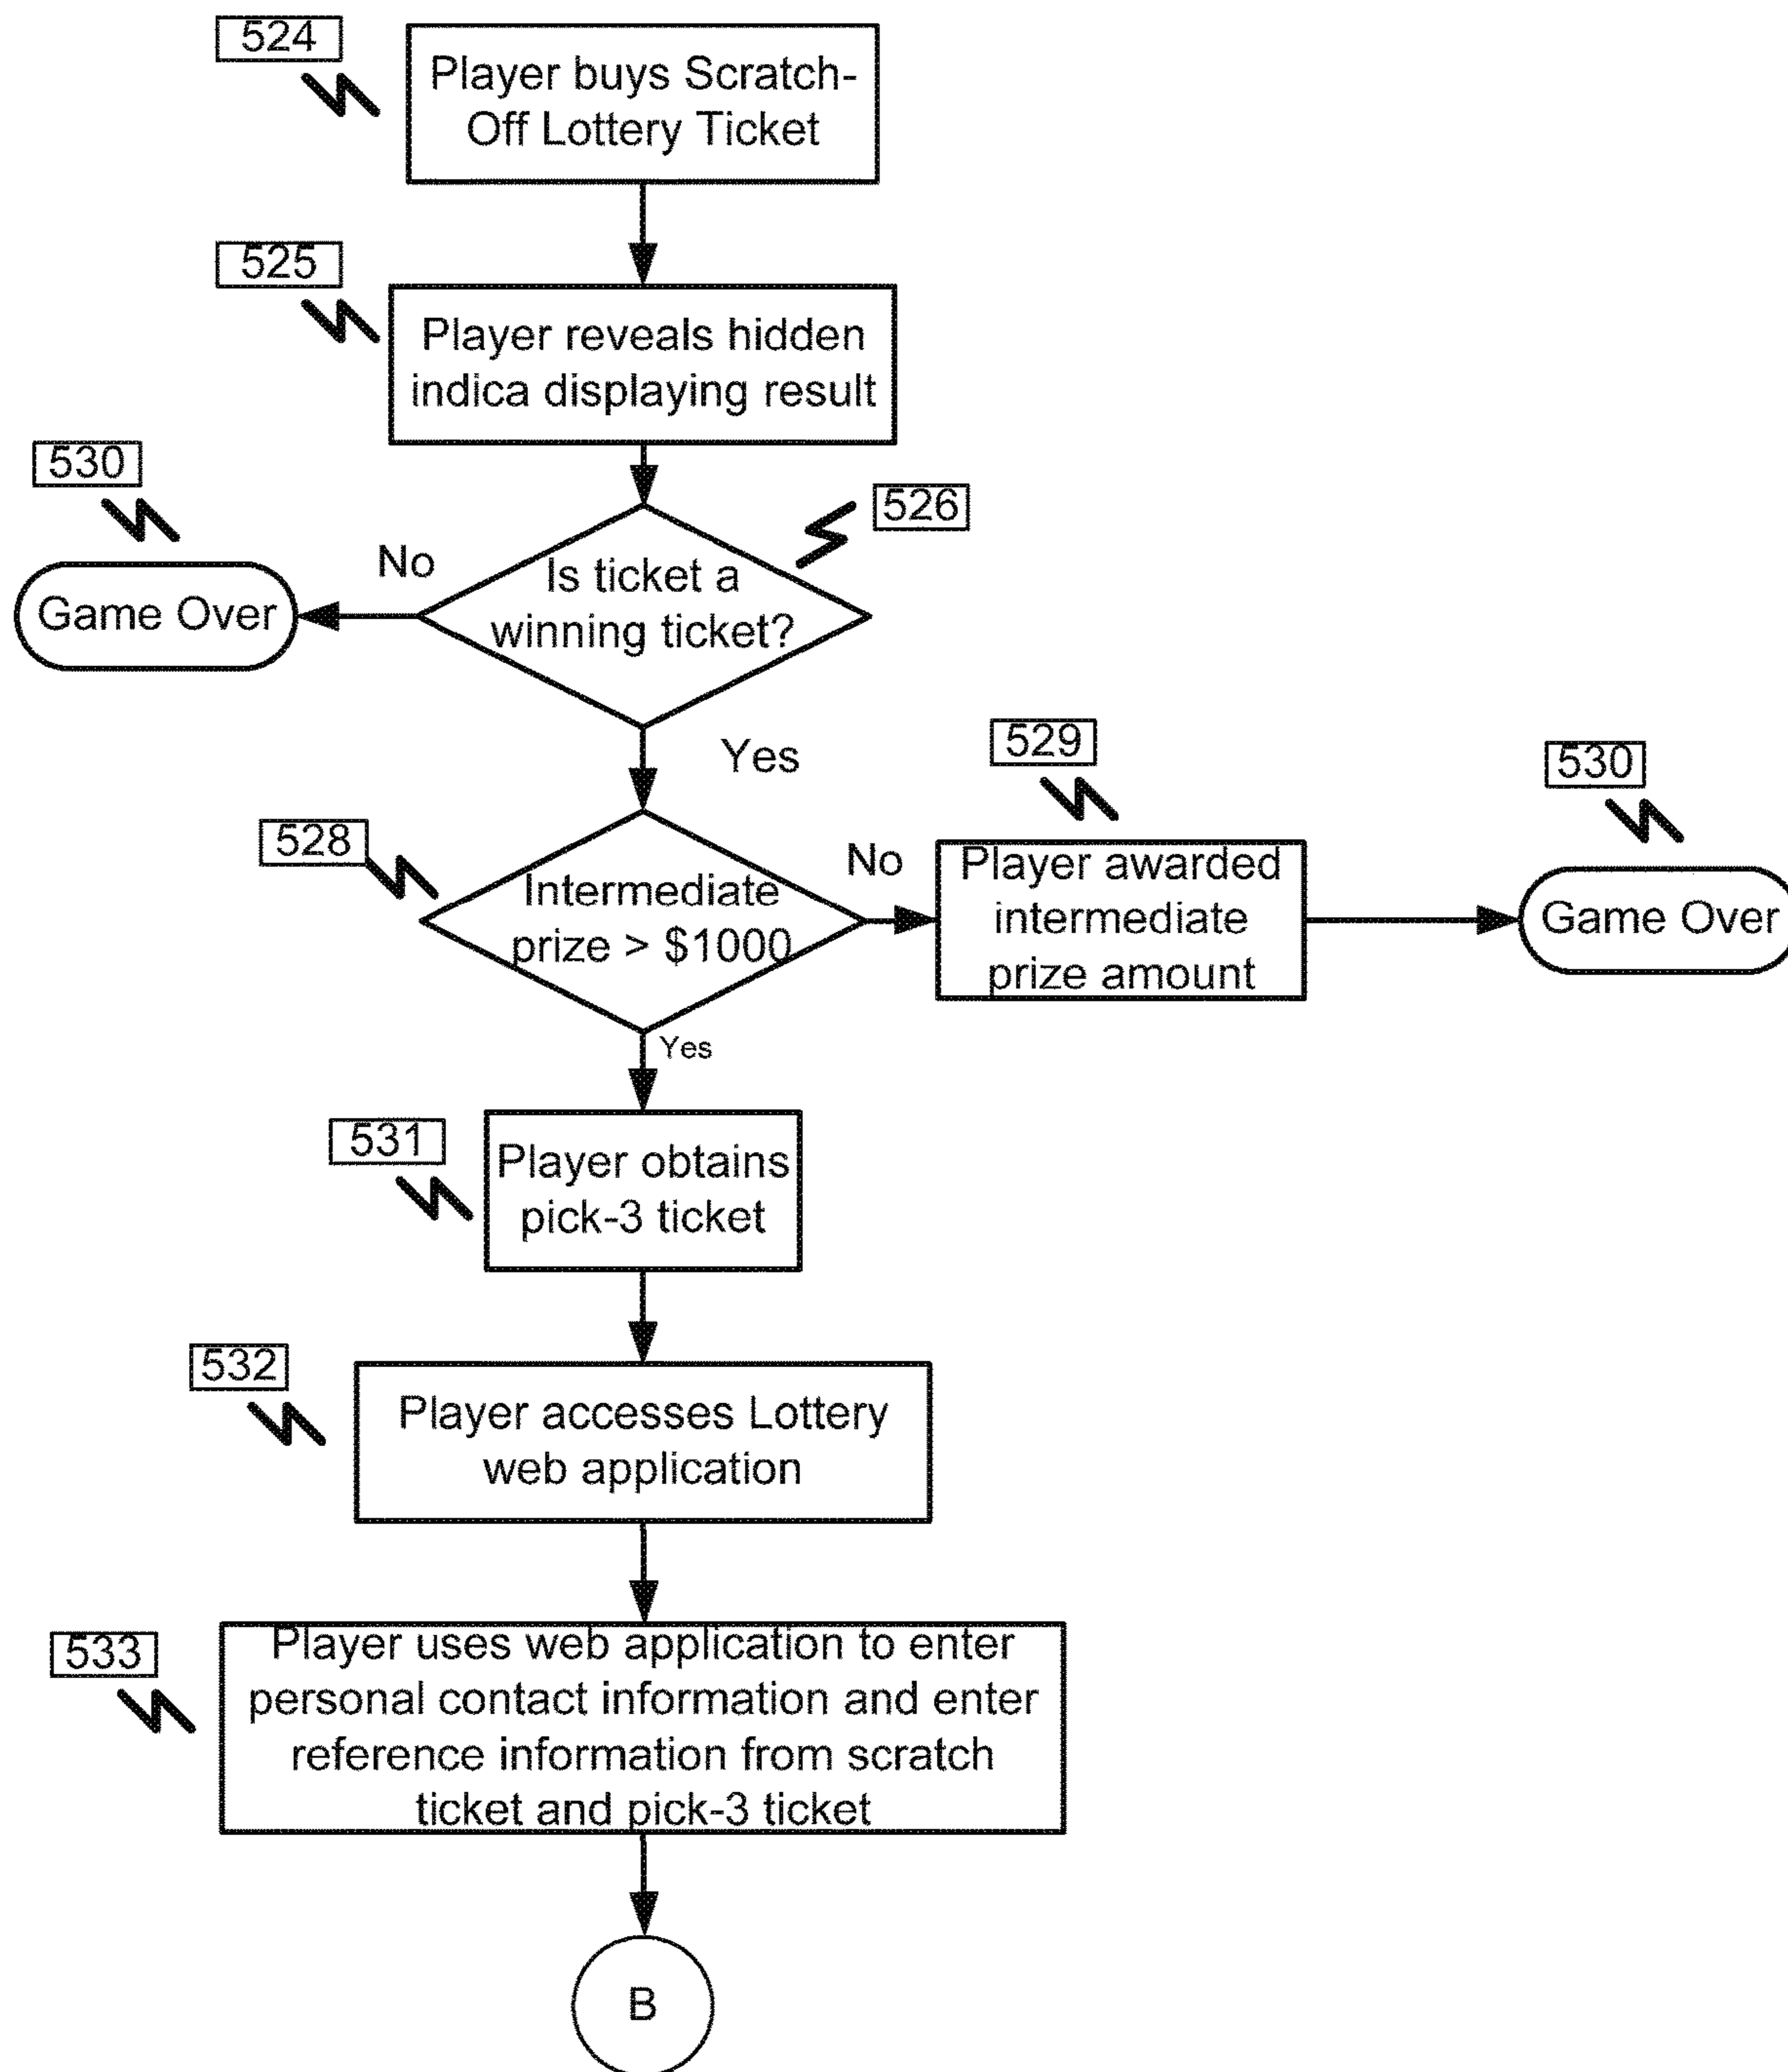 524
Player buys Scratch-
Off Lottery Ticket
525
Player reveals hidden
indica displaying result
530
526
No
Is ticket a
winning ticket?
Game Over
Yes
529
530
528
No
Intermediate
prize > $1000
Player awarded
intermediate
prize amount
Game Over
Yes
531
Player obtains
pick-3 ticket
532
Player accesses Lottery
web application
533
Player uses web application to enter
personal contact information and enter
reference information from scratch
ticket and pick-3 ticket
B